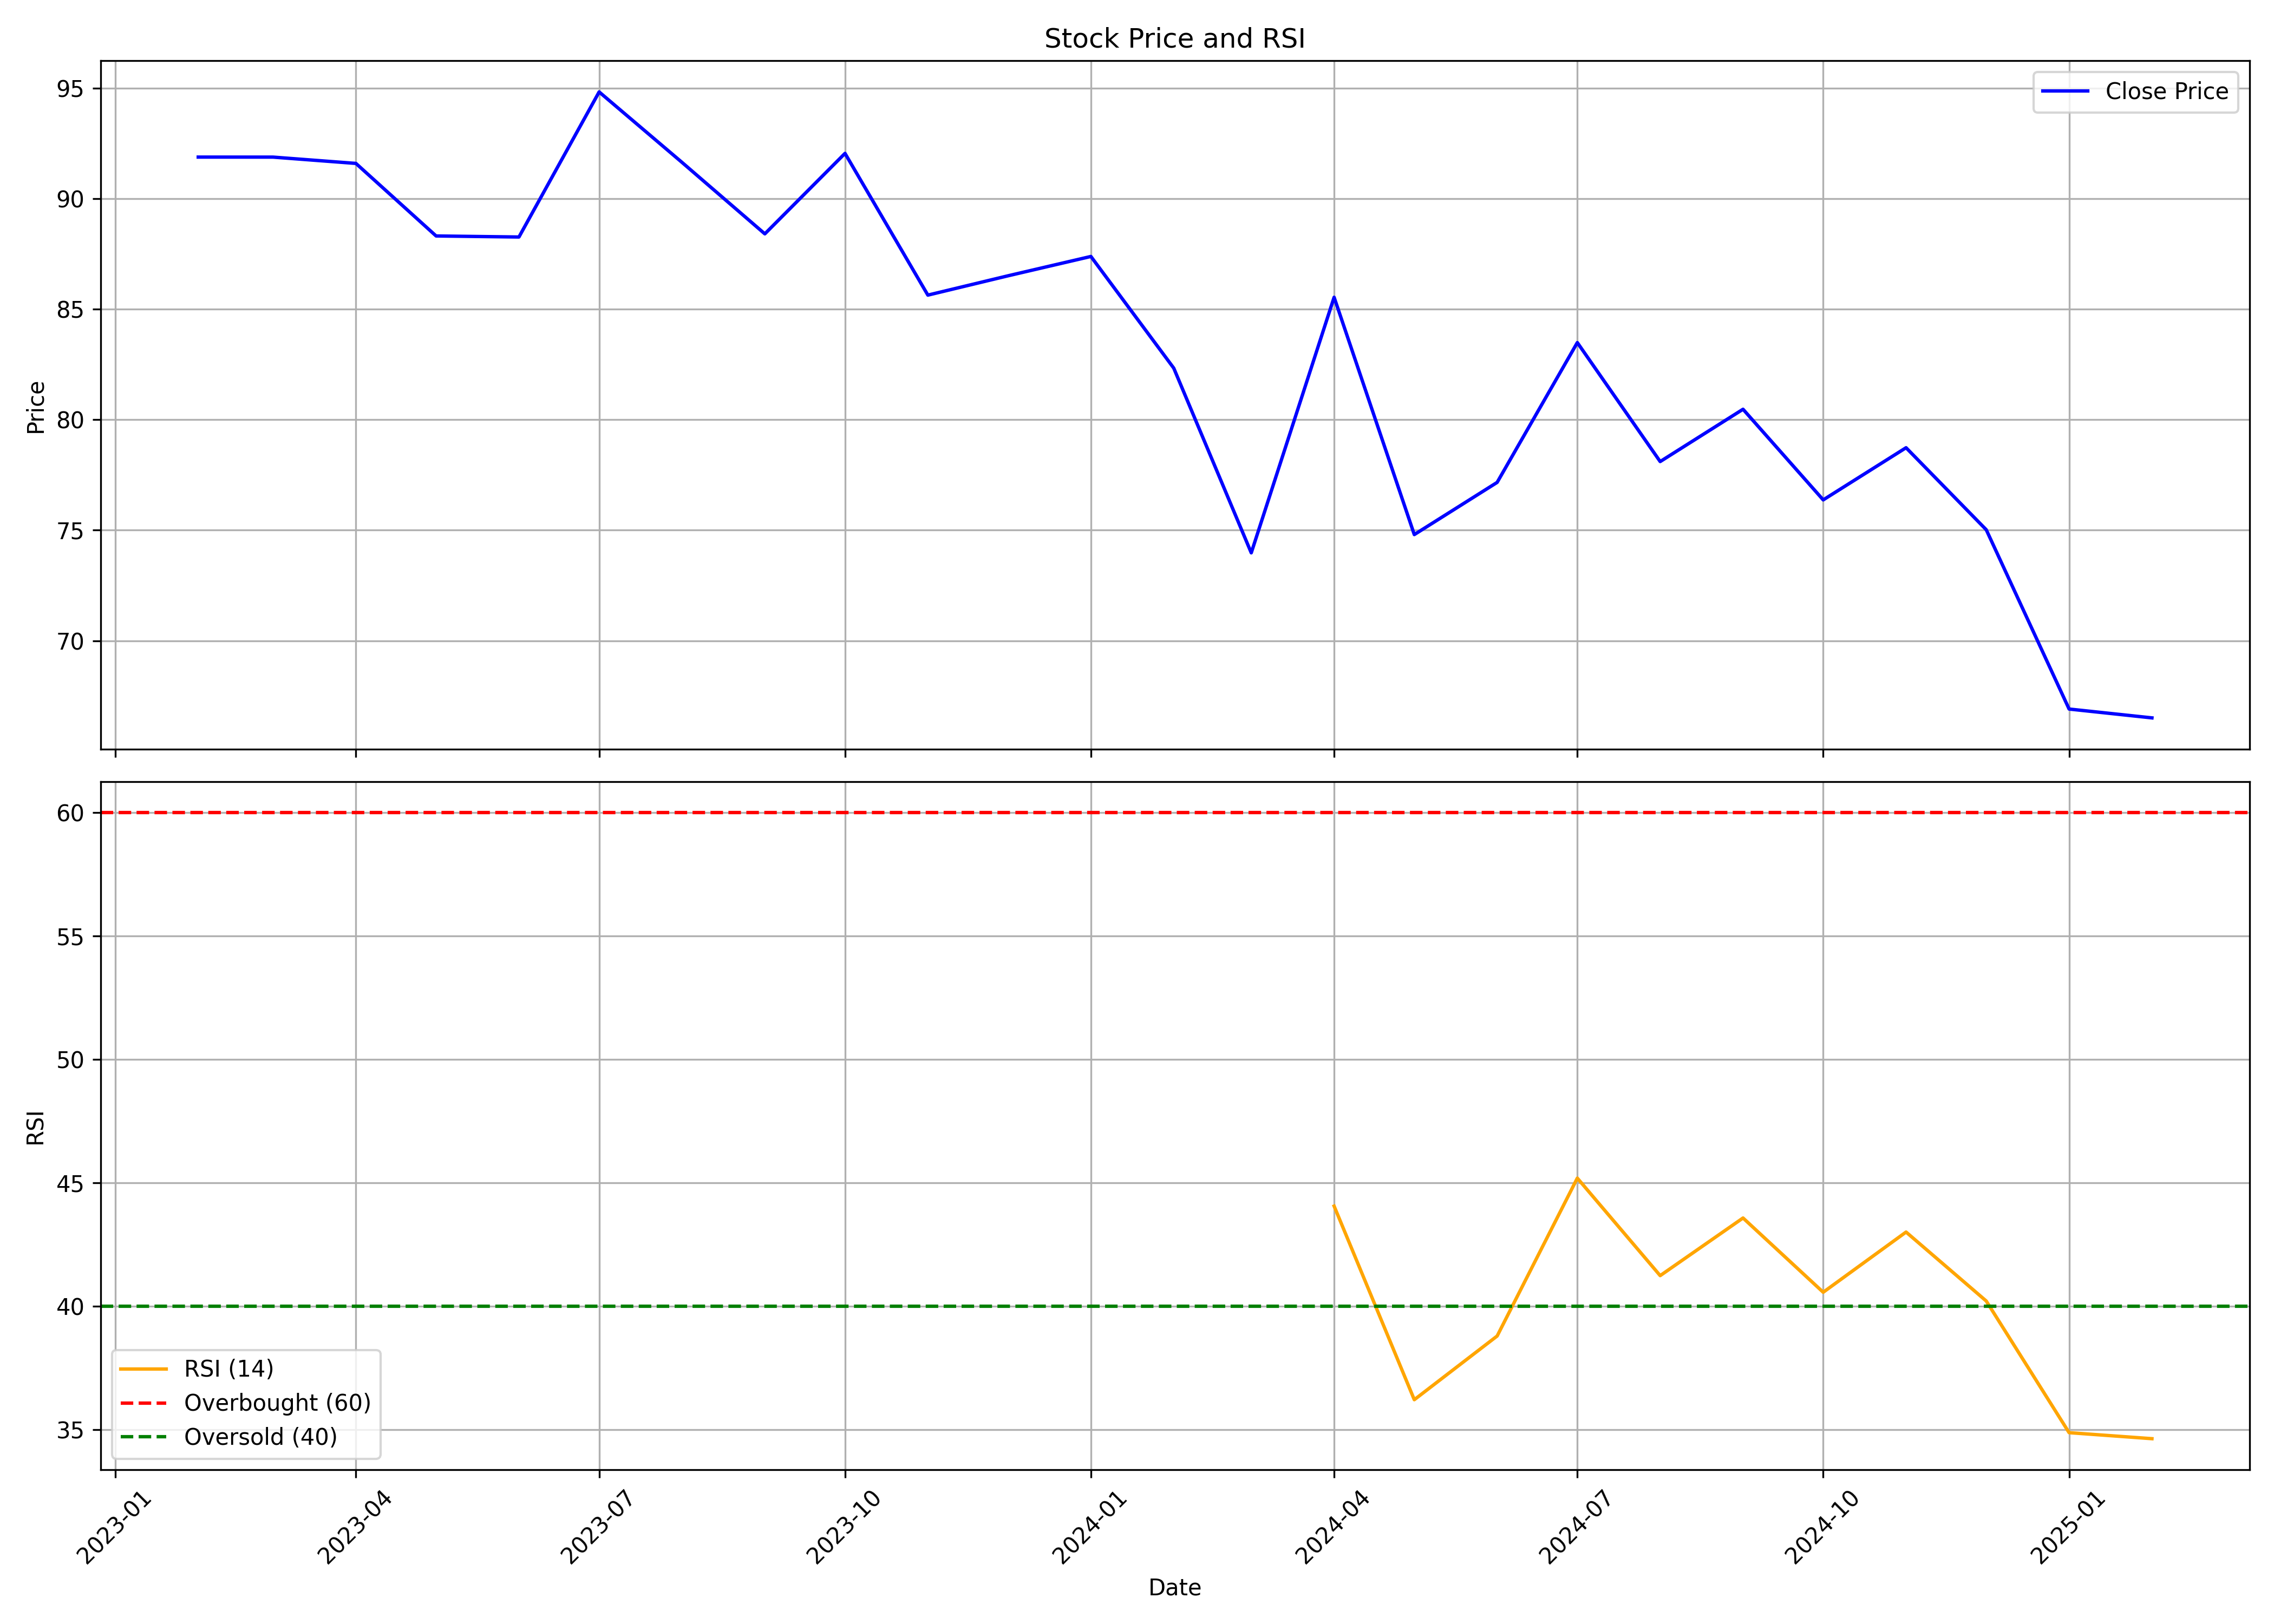 Stock Price and RSI
Close Price
Price
95
90
85
80
75
70
RSI
60
55
50
45
40
35
RSI (14)
Overbought (60)
Oversold (40)
2023-01
2023-04
2023-07
2023-10
2024-01
2024-04
2024-07
2024-10
2025-01
Date